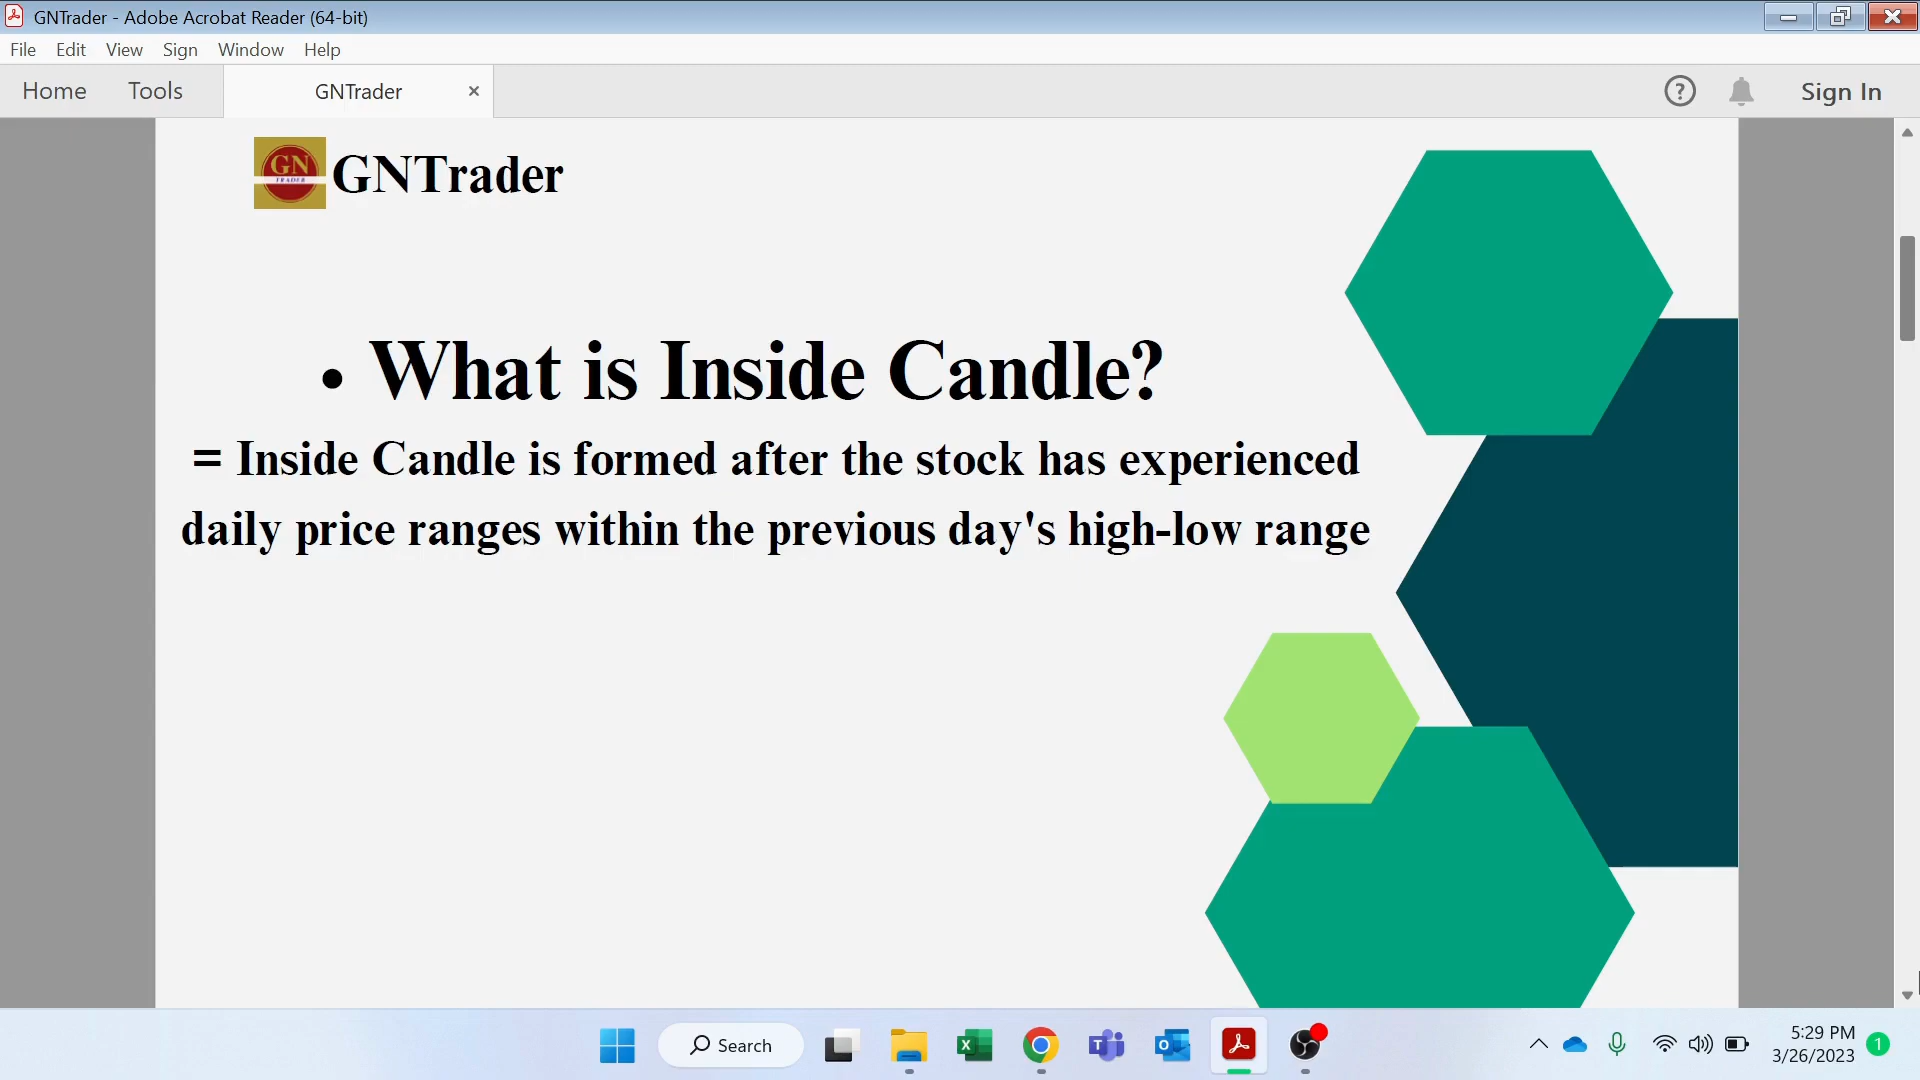 GNTrader - Adobe Acrobat Reader (64-bit)
File Edit View Sign Window Help
Home Tools GNTrader × ? Sign In
GN
TRADER
GNTrader
• What is Inside Candle?
= Inside Candle is formed after the stock has experienced
daily price ranges within the previous day's high-low range
Search
5:29 PM
3/26/2023
1